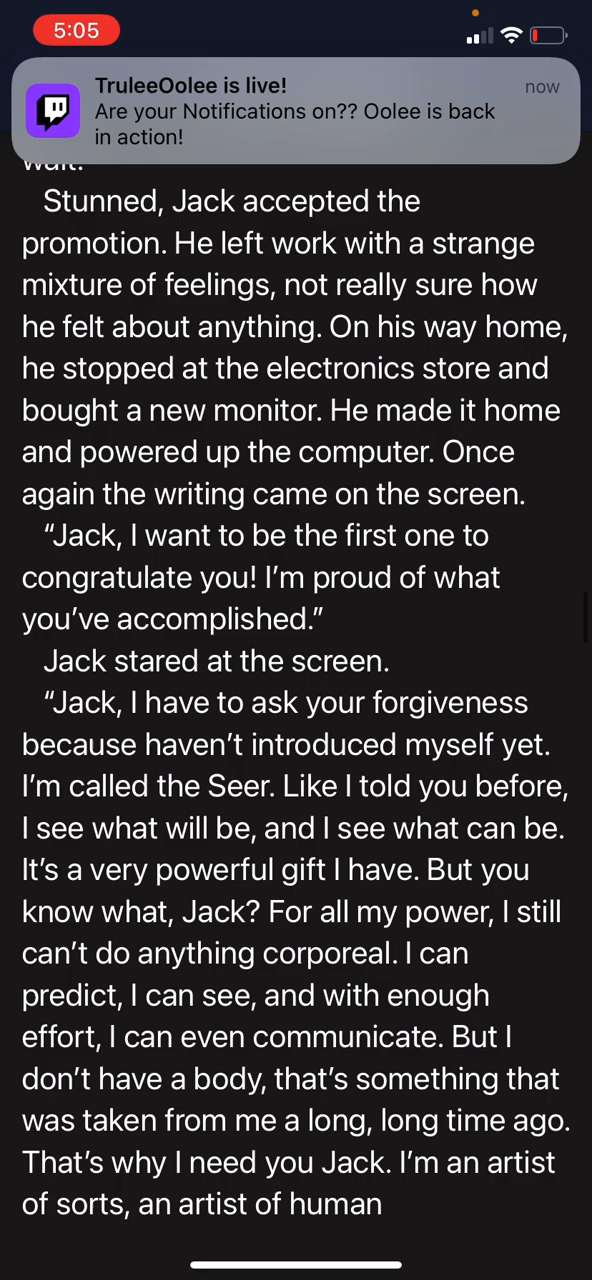 5:05
TruleeOolee is live!
now
Are your Notifications on?? Oolee is back
in action!
wait.
Stunned, Jack accepted the
promotion. He left work with a strange
mixture of feelings, not really sure how
he felt about anything. On his way home,
he stopped at the electronics store and
bought a new monitor. He made it home
and powered up the computer. Once
again the writing came on the screen.
“Jack, I want to be the first one to
congratulate you! I’m proud of what
you’ve accomplished.”
Jack stared at the screen.
“Jack, I have to ask your forgiveness
because haven’t introduced myself yet.
I’m called the Seer. Like I told you before,
I see what will be, and I see what can be.
It’s a very powerful gift I have. But you
know what, Jack? For all my power, I still
can’t do anything corporeal. I can
predict, I can see, and with enough
effort, I can even communicate. But I
don’t have a body, that’s something that
was taken from me a long, long time ago.
That’s why I need you Jack. I’m an artist
of sorts, an artist of human